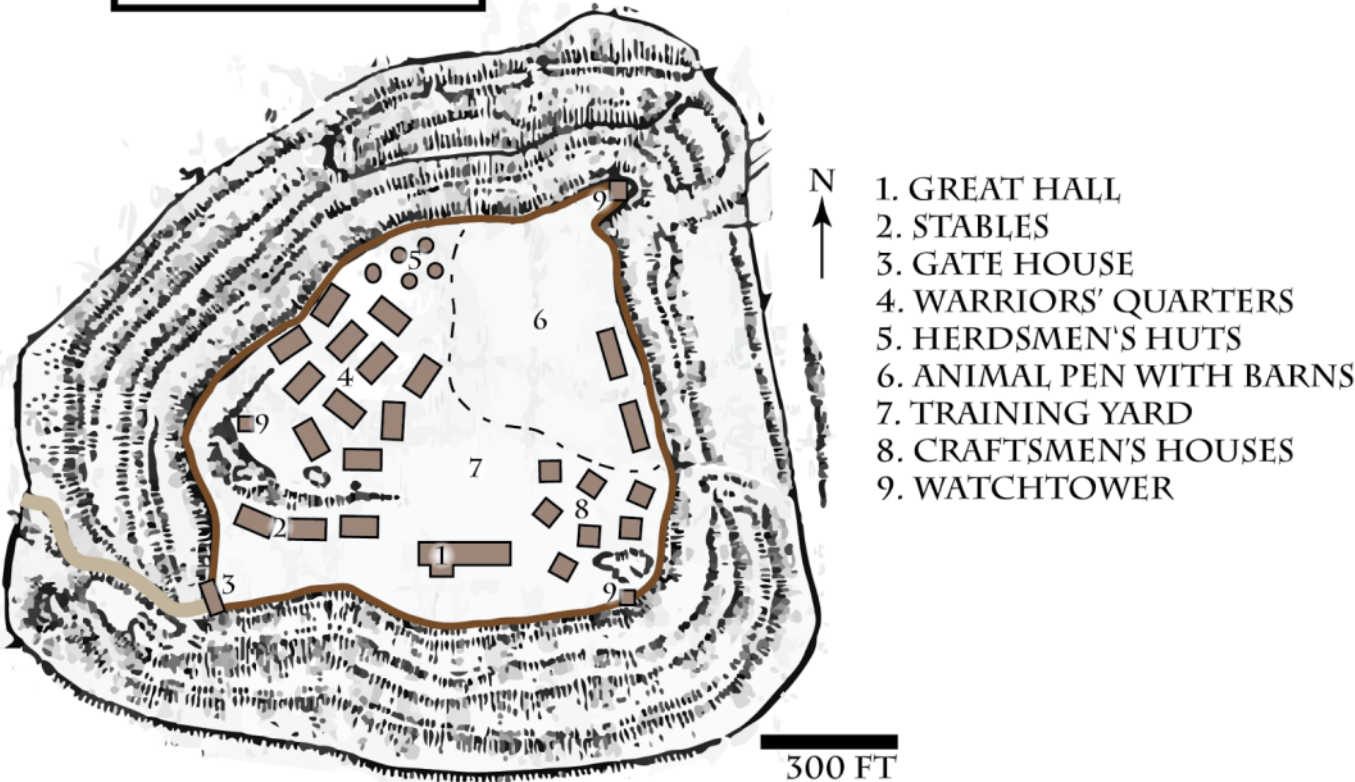 N
1. GREAT HALL
2. STABLES
3. GATE HOUSE
4. WARRIORS' QUARTERS
5. HERDSMEN'S HUTS
6. ANIMAL PEN WITH BARNS
7. TRAINING YARD
8. CRAFTSMEN'S HOUSES
9. WATCHTOWER
9
5
6
4
9
7
8
2
1
3
9
300 FT